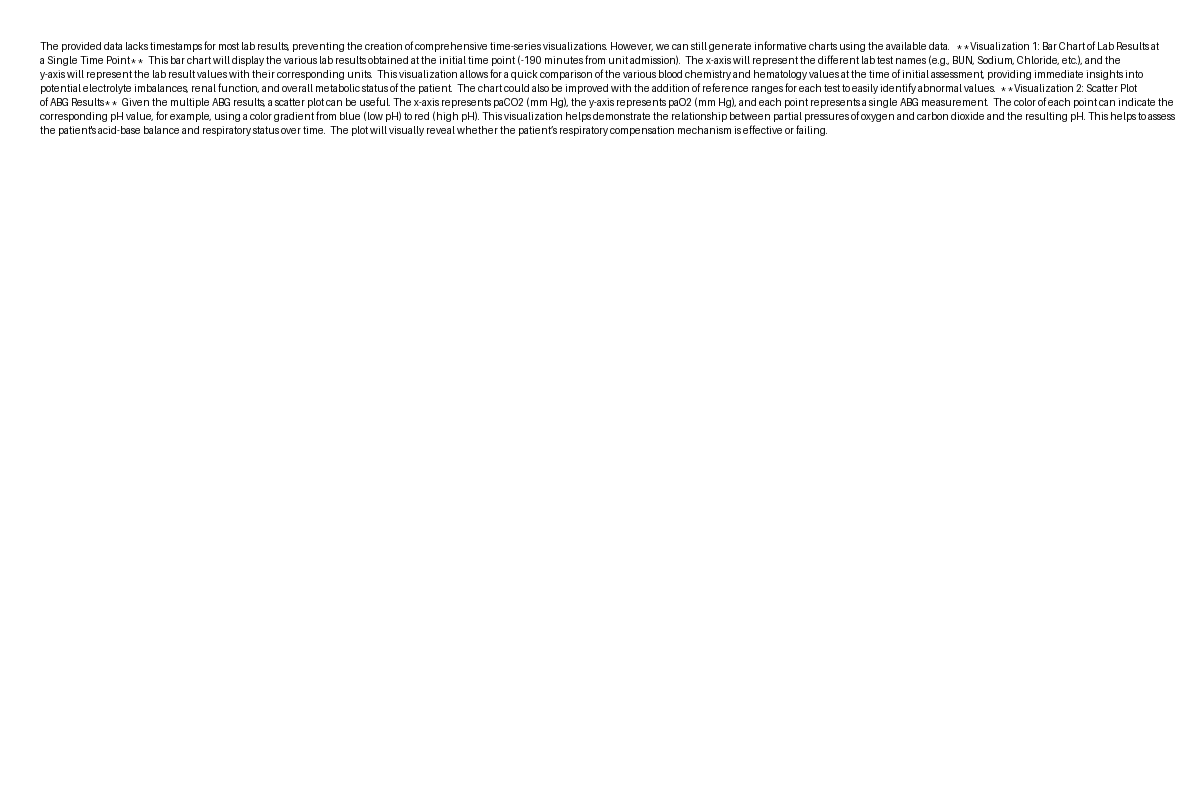 The provided data lacks timestamps for most lab results, preventing the creation of comprehensive time-series visualizations. However, we can still generate informative charts using the available data.   **Visualization 1: Bar Chart of Lab Results at
a Single Time Point**  This bar chart will display the various lab results obtained at the initial time point (-190 minutes from unit admission).  The x-axis will represent the different lab test names (e.g., BUN, Sodium, Chloride, etc.), and the
y-axis will represent the lab result values with their corresponding units.  This visualization allows for a quick comparison of the various blood chemistry and hematology values at the time of initial assessment, providing immediate insights into
potential electrolyte imbalances, renal function, and overall metabolic status of the patient.  The chart could also be improved with the addition of reference ranges for each test to easily identify abnormal values.  **Visualization 2: Scatter Plot
of ABG Results**  Given the multiple ABG results, a scatter plot can be useful. The x-axis represents paCO2 (mm Hg), the y-axis represents paO2 (mm Hg), and each point represents a single ABG measurement.  The color of each point can indicate the
corresponding pH value, for example, using a color gradient from blue (low pH) to red (high pH). This visualization helps demonstrate the relationship between partial pressures of oxygen and carbon dioxide and the resulting pH. This helps to assess
the patient's acid-base balance and respiratory status over time.  The plot will visually reveal whether the patient's respiratory compensation mechanism is effective or failing.